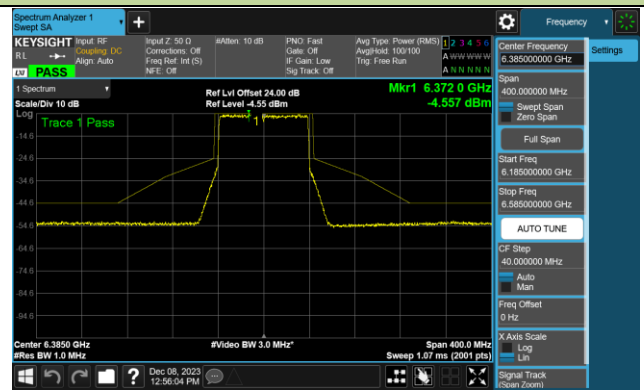 Spectrum Analyzer 1
Swept SA
Frequency
KEYSIGHT
RL
LXI
PASS
Input: RF
Coupling: DC
Align: Auto
Input Z: 50 Ω
Corrections: Off
Freq Ref: Int (S)
NFE: Off
#Atten: 10 dB
PNO: Fast
Gate: Off
IF Gain: Low
Sig Track: Off
Avg Type: Power (RMS)
Avg|Hold: 100/100
Trig: Free Run
1 2 3 4 5 6
A W W W W W
A N N N N N
1 Spectrum
Scale/Div 10 dB
Log
Ref Lvl Offset 24.00 dB
Ref Level -4.55 dBm
Mkr1 6.372 0 GHz
-4.557 dBm
Trace 1 Pass
1
-14.6
-24.6
-34.6
-44.6
-54.6
-64.6
-74.6
-84.6
-94.6
Center 6.3850 GHz
#Res BW 1.0 MHz
#Video BW 3.0 MHz*
Span 400.0 MHz
Sweep 1.07 ms (2001 pts)
Dec 08, 2023
12:56:04 PM
Center Frequency
6.385000000 GHz
Settings
Span
400.000000 MHz
Swept Span
Zero Span
Full Span
Start Freq
6.185000000 GHz
Stop Freq
6.585000000 GHz
AUTO TUNE
CF Step
40.000000 MHz
Auto
Man
Freq Offset
0 Hz
X Axis Scale
Log
Lin
Signal Track
(Span Zoom)